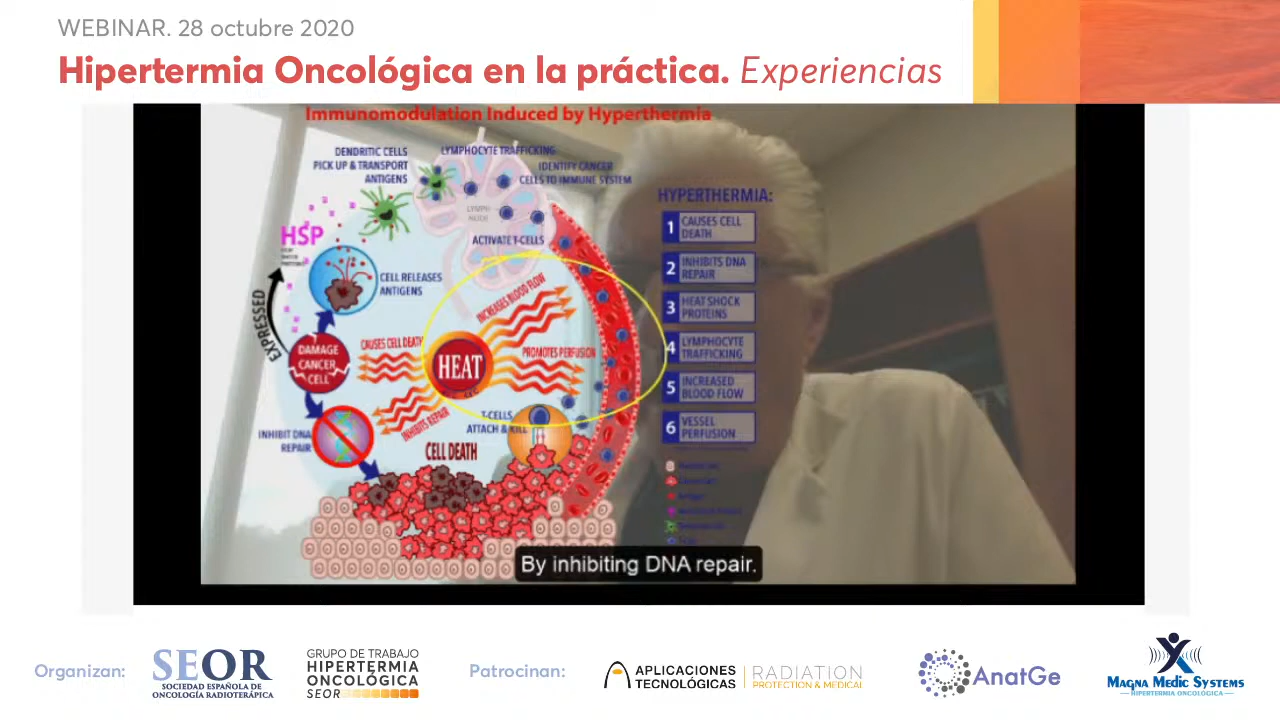 WEBINAR. 28 octubre 2020
Hipertermia Oncológica en la práctica. Experiencias
Immunomodulation Induced by Hyperthermia
DENDRITIC CELLS
PICK UP & TRANSPORT
ANTIGENS
LYMPHOCYTE TRAFFICKING
IDENTIFY CANCER
CELLS TO IMMUNE SYSTEM
LYMPH
NODE
ACTIVATE T-CELLS
HSP
CELL RELEASES
ANTIGENS
EXPRESSED
DAMAGE
CANCER
CELL
INHIBIT DNA
REPAIR
CAUSES CELL DEATH
INHIBITS REPAIR
HEAT
INCREASES BLOOD FLOW
PROMOTES PERFUSION
T-CELLS
ATTACH & KILL
CELL DEATH
HYPERTHERMIA:
1 CAUSES CELL
DEATH
2 INHIBITS DNA
REPAIR
3 HEAT SHOCK
PROTEINS
4 LYMPHOCYTE
TRAFFICKING
5 INCREASED
BLOOD FLOW
6 VESSEL
PERFUSION
By inhibiting DNA repair.
Organizan:
SEOR
SOCIEDAD ESPAÑOLA DE
ONCOLOGÍA RADIOTERÁPICA
GRUPO DE TRABAJO
HIPERTERMIA
ONCOLÓGICA
SEOR
Patrocinan:
APLICACIONES
TECNOLÓGICAS
RADIATION
PROTECTION & MEDICAL
AnatGe
MAGNA MEDIC SYSTEMS
HIPERTERMIA ONCOLÓGICA